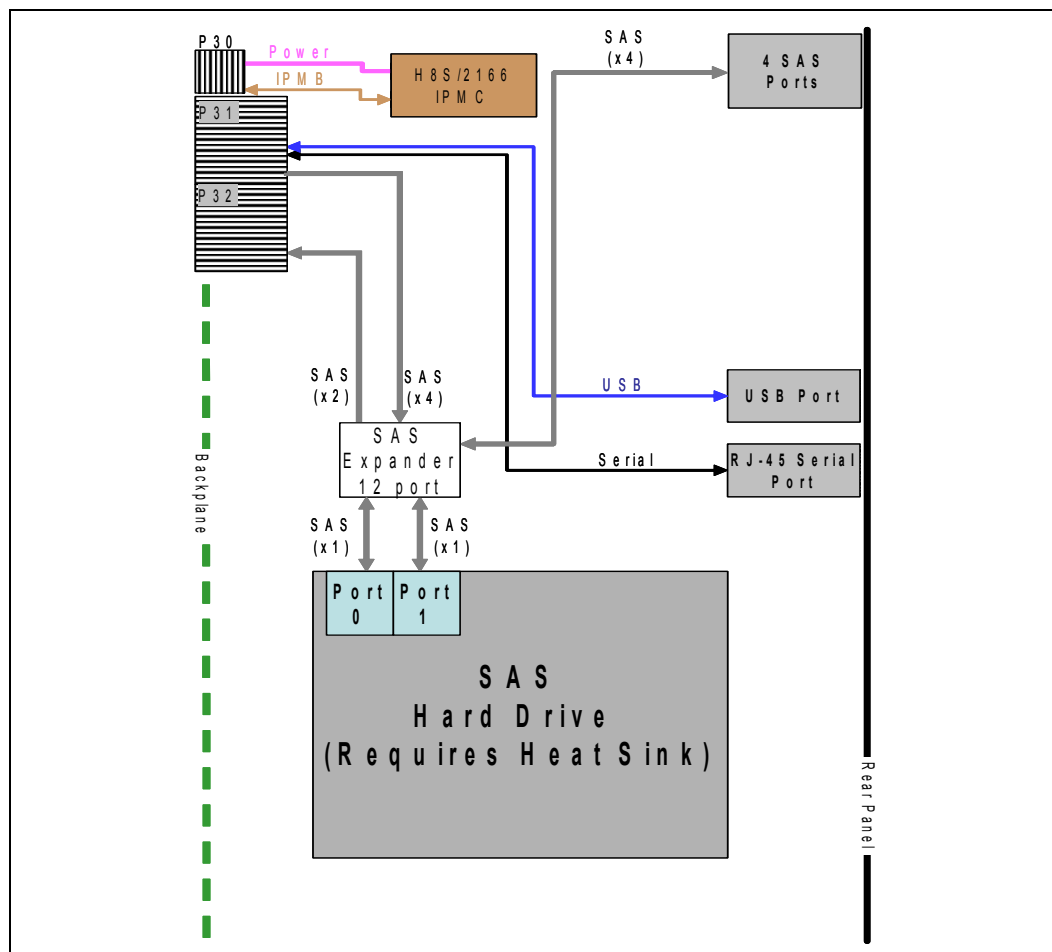 P30
Power
IPMB
H8S/2166
IPMC
SAS
(x4)
4 SAS
Ports
P31
P32
SAS
(x2)
SAS
(x4)
USB
USB Port
SAS
Expander
12 port
Serial
RJ-45 Serial
Port
Backplane
SAS
(x1)
SAS
(x1)
Port
0
Port
1
SAS
Hard Drive
(Requires Heat Sink)
Rear Panel